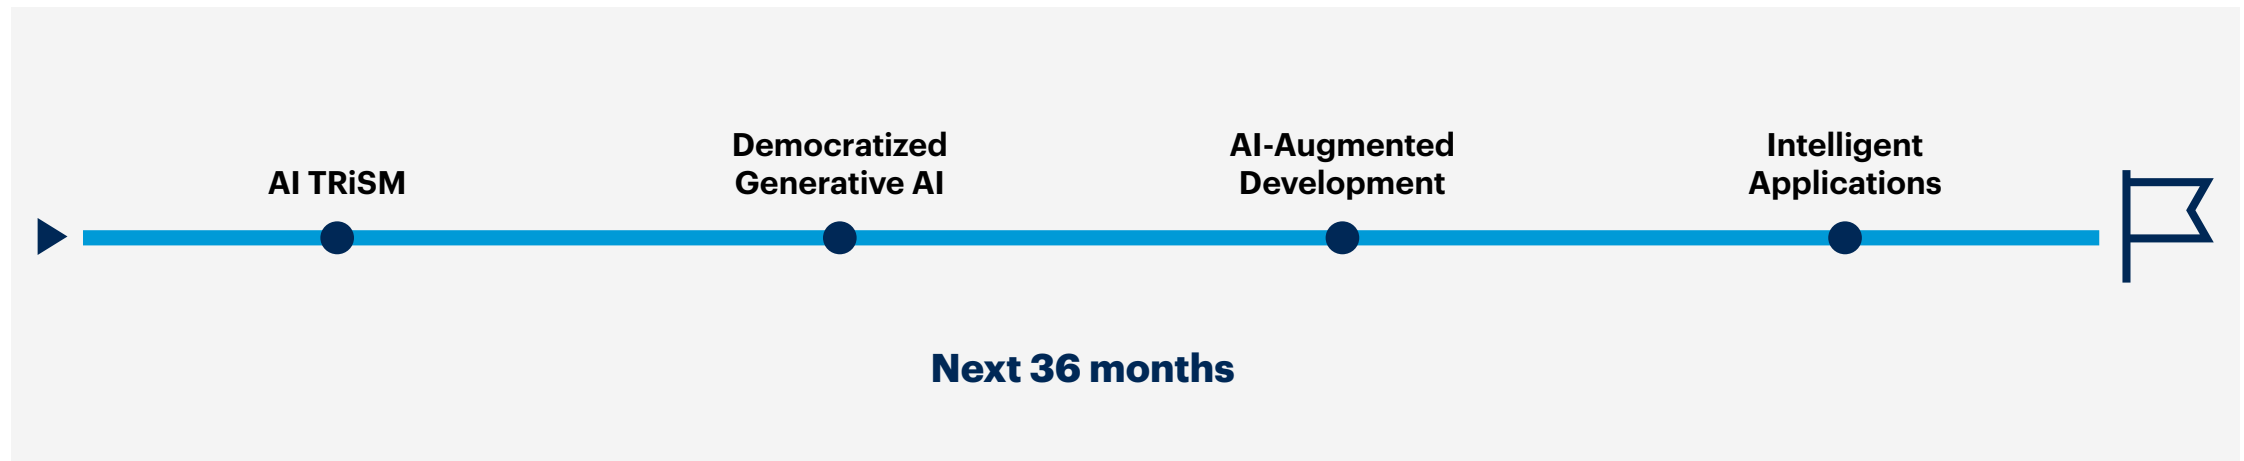 AI TRiSM
Democratized
Generative AI
AI-Augmented
Development
Intelligent
Applications
Next 36 months